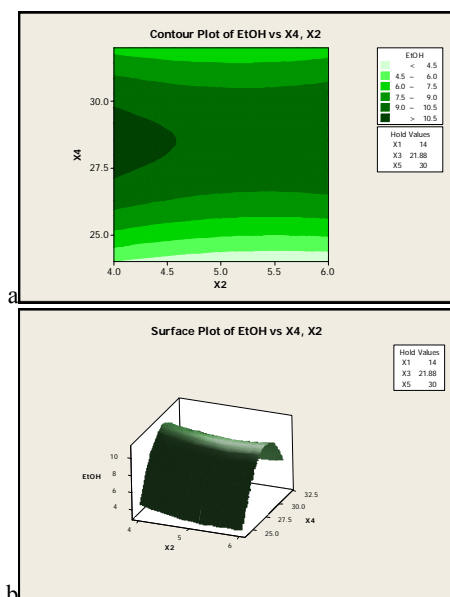 Contour Plot of EtOH vs X4, X2
X4
30.0
27.5
25.0
4.0 4.5 5.0 5.5 6.0
X2
EtOH
< 4.5
4.5 – 6.0
6.0 – 7.5
7.5 – 9.0
9.0 – 10.5
> 10.5
Hold Values
X1 14
X3 21.88
X5 30
a
Surface Plot of EtOH vs X4, X2
Hold Values
X1 14
X3 21.88
X5 30
EtOH
10
8
6
4
4 5 6
X2
25.0
27.5
30.0
32.5
X4
b